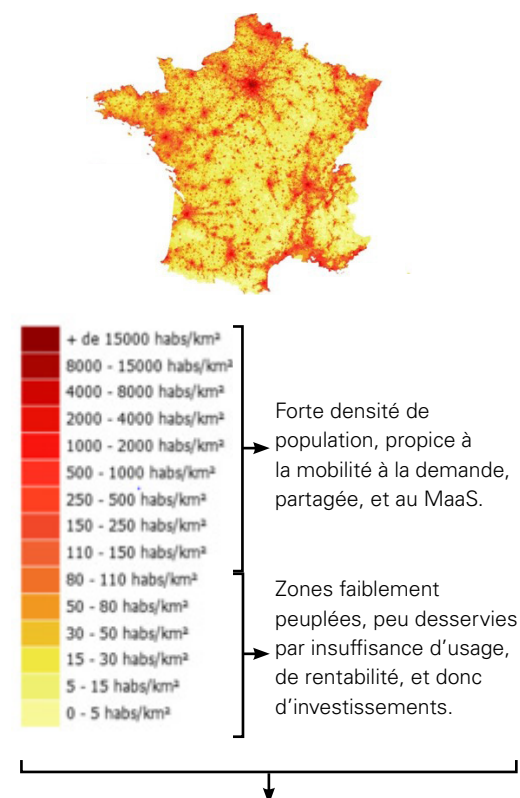 + de 15000 habs/km²
8000 - 15000 habs/km²
4000 - 8000 habs/km²
2000 - 4000 habs/km²
1000 - 2000 habs/km²
500 - 1000 habs/km²
250 - 500 habs/km²
150 - 250 habs/km²
110 - 150 habs/km²
80 - 110 habs/km²
50 - 80 habs/km²
30 - 50 habs/km²
15 - 30 habs/km²
5 - 15 habs/km²
0 - 5 habs/km²
Forte densité de
population, propice à
la mobilité à la demande,
partagée, et au MaaS.
Zones faiblement
peuplées, peu desservies
par insuffisance d’usage,
de rentabilité, et donc
d’investissements.